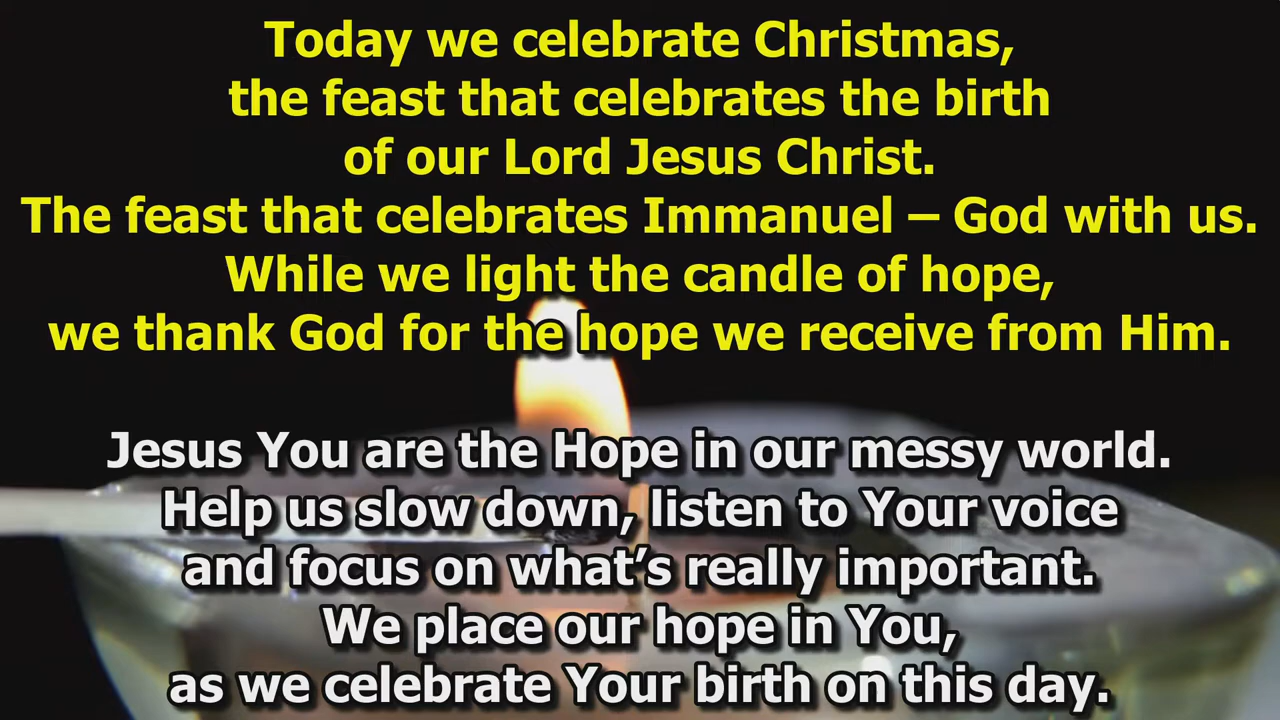 Today we celebrate Christmas,
the feast that celebrates the birth
of our Lord Jesus Christ.
The feast that celebrates Immanuel – God with us.
While we light the candle of hope,
we thank God for the hope we receive from Him.
Jesus You are the Hope in our messy world.
Help us slow down, listen to Your voice
and focus on what’s really important.
We place our hope in You,
as we celebrate Your birth on this day.